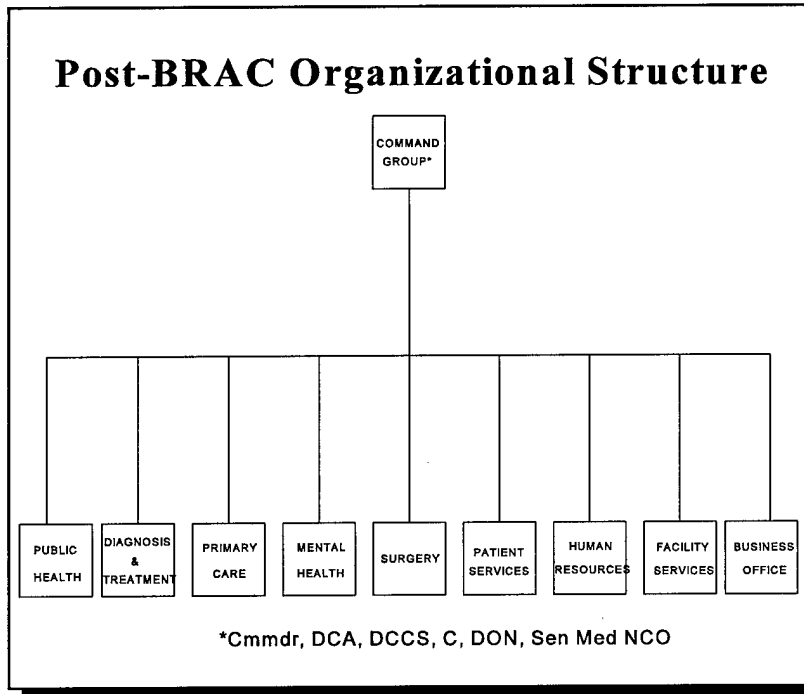 Post-BRAC Organizational Structure
COMMAND
GROUP*
PUBLIC
HEALTH
DIAGNOSIS
&
TREATMENT
PRIMARY
CARE
MENTAL
HEALTH
SURGERY
PATIENT
SERVICES
HUMAN
RESOURCES
FACILITY
SERVICES
BUSINESS
OFFICE
*Cmmdr, DCA, DCCS, C, DON, Sen Med NCO